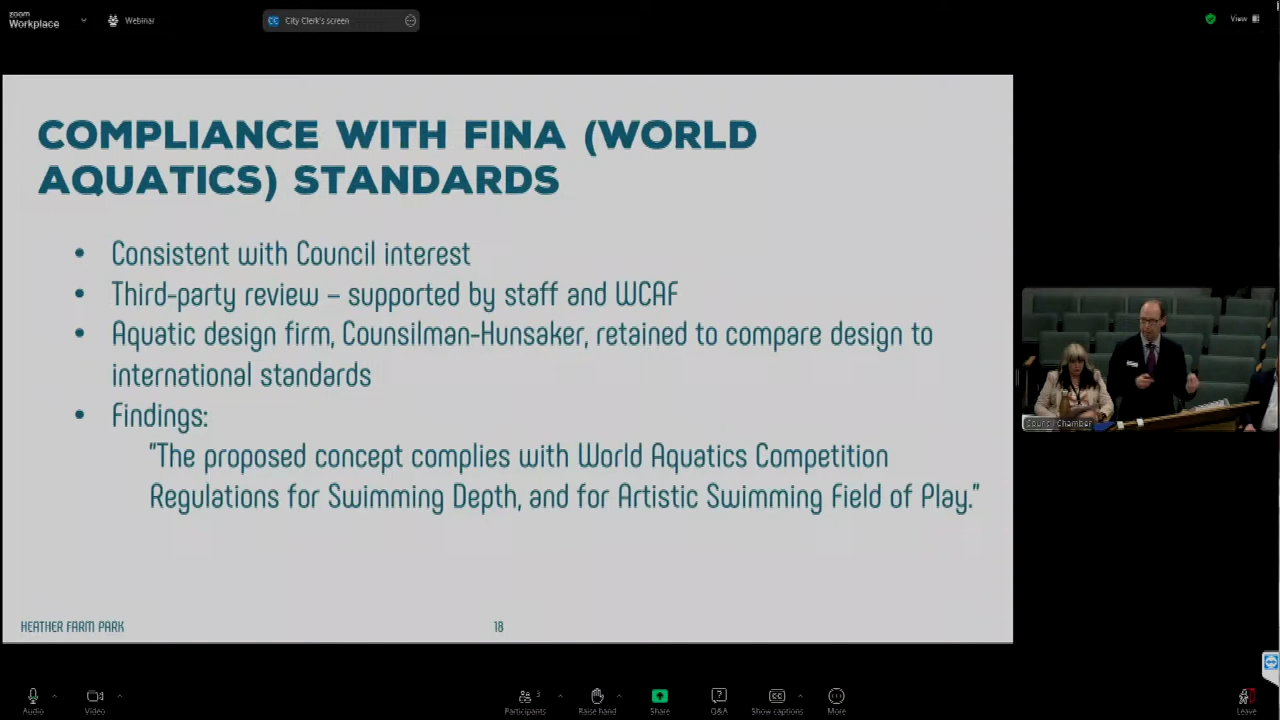 zoom
Workplace
Webinar
CC City Clerk's screen
View
COMPLIANCE WITH FINA (WORLD
AQUATICS) STANDARDS
• Consistent with Council interest
• Third-party review – supported by staff and WCAF
• Aquatic design firm, Counsilman-Hunsaker, retained to compare design to
international standards
• Findings:
"The proposed concept complies with World Aquatics Competition
Regulations for Swimming Depth, and for Artistic Swimming Field of Play."
HEATHER FARM PARK
18
Council Chamber
Audio
Video
3
Participants
Raise hand
Share
Q&A
CC
Show captions
More
Leave